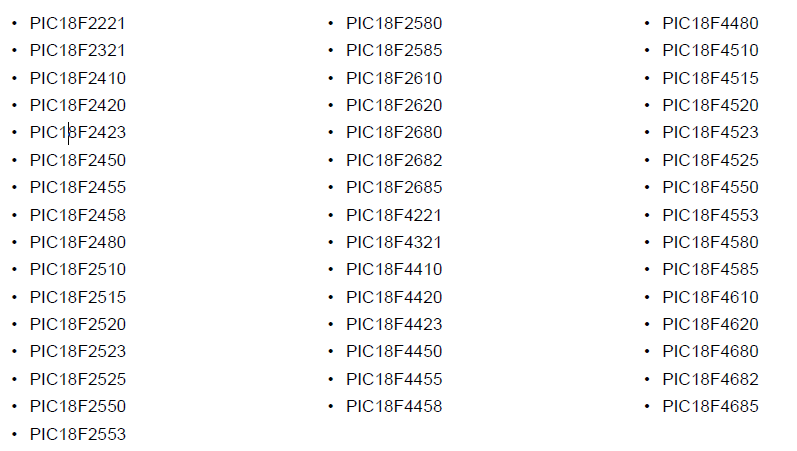 • PIC18F2221
• PIC18F2321
• PIC18F2410
• PIC18F2420
• PIC18F2423
• PIC18F2450
• PIC18F2455
• PIC18F2458
• PIC18F2480
• PIC18F2510
• PIC18F2515
• PIC18F2520
• PIC18F2523
• PIC18F2525
• PIC18F2550
• PIC18F2553
• PIC18F2580
• PIC18F2585
• PIC18F2610
• PIC18F2620
• PIC18F2680
• PIC18F2682
• PIC18F2685
• PIC18F4221
• PIC18F4321
• PIC18F4410
• PIC18F4420
• PIC18F4423
• PIC18F4450
• PIC18F4455
• PIC18F4458
• PIC18F4480
• PIC18F4510
• PIC18F4515
• PIC18F4520
• PIC18F4523
• PIC18F4525
• PIC18F4550
• PIC18F4553
• PIC18F4580
• PIC18F4585
• PIC18F4610
• PIC18F4620
• PIC18F4680
• PIC18F4682
• PIC18F4685